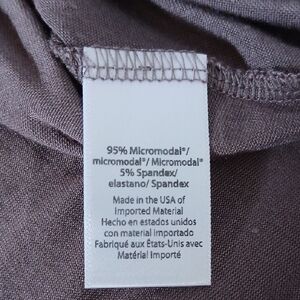 95% Micromodal®/
micromodal®/ Micromodal®
5% Spandex/
elastano/ Spandex
Made in the USA of
Imported Material
Hecho en estados unidos
con material importado
Fabriqué aux États-Unis avec
Matérial Importé